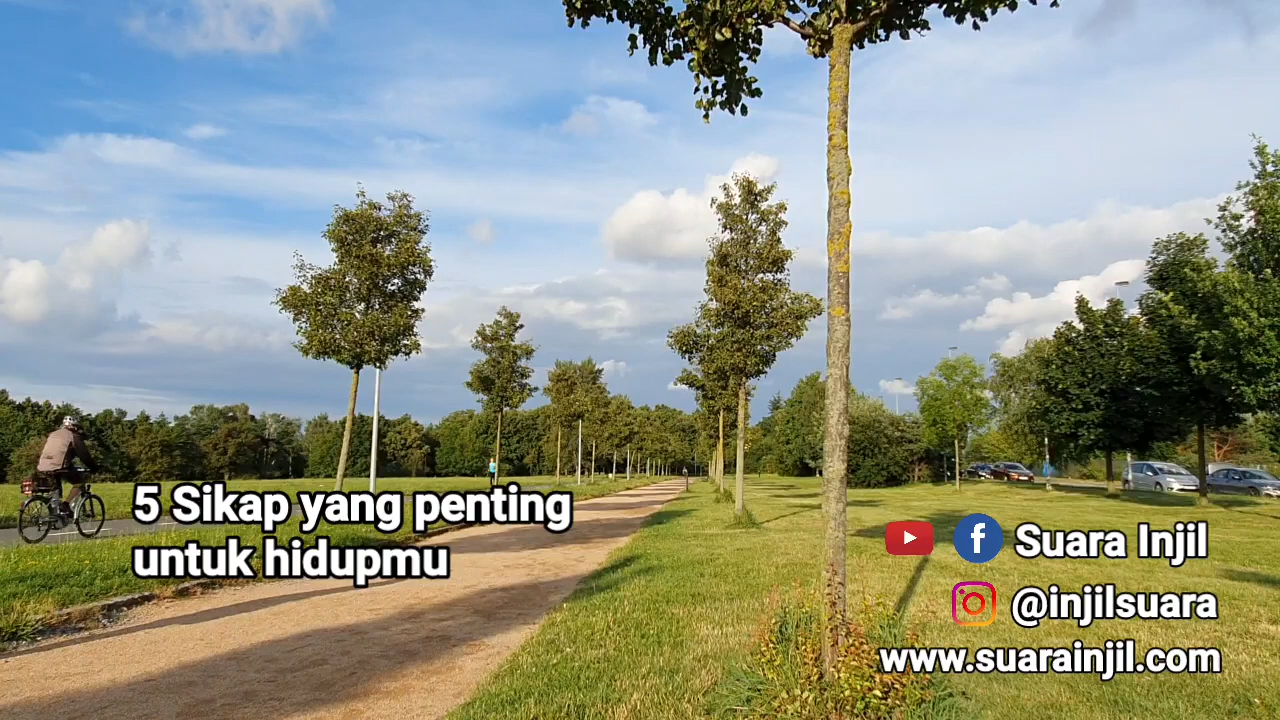 5 Sikap yang penting
untuk hidupmu
Suara Injil
@injilsuara
www.suarainjil.com